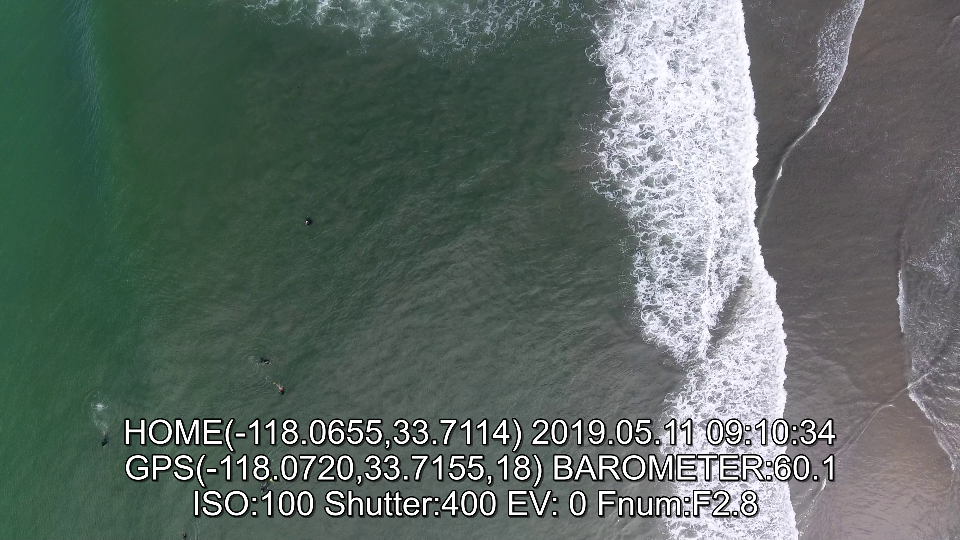 HOME(-118.0655,33.7114) 2019.05.11 09:10:34
GPS(-118.0720,33.7155,18) BAROMETER:60.1
ISO:100 Shutter:400 EV: 0 Fnum:F2.8